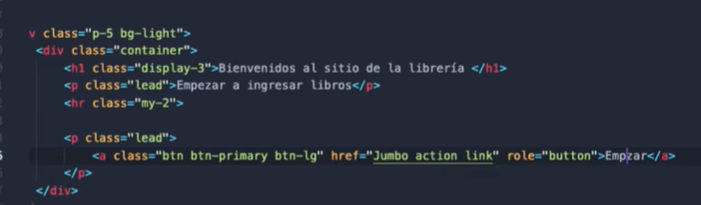 v class="p-5 bg-light">
<div class="container">
<h1 class="display-3">Bienvenidos al sitio de la librería </h1>
<p class="lead">Empezar a ingresar libros</p>
<hr class="my-2">
<p class="lead">
<a class="btn btn-primary btn-lg" href="Jumbo action link" role="button">Empzar</a>
</p>
</div>